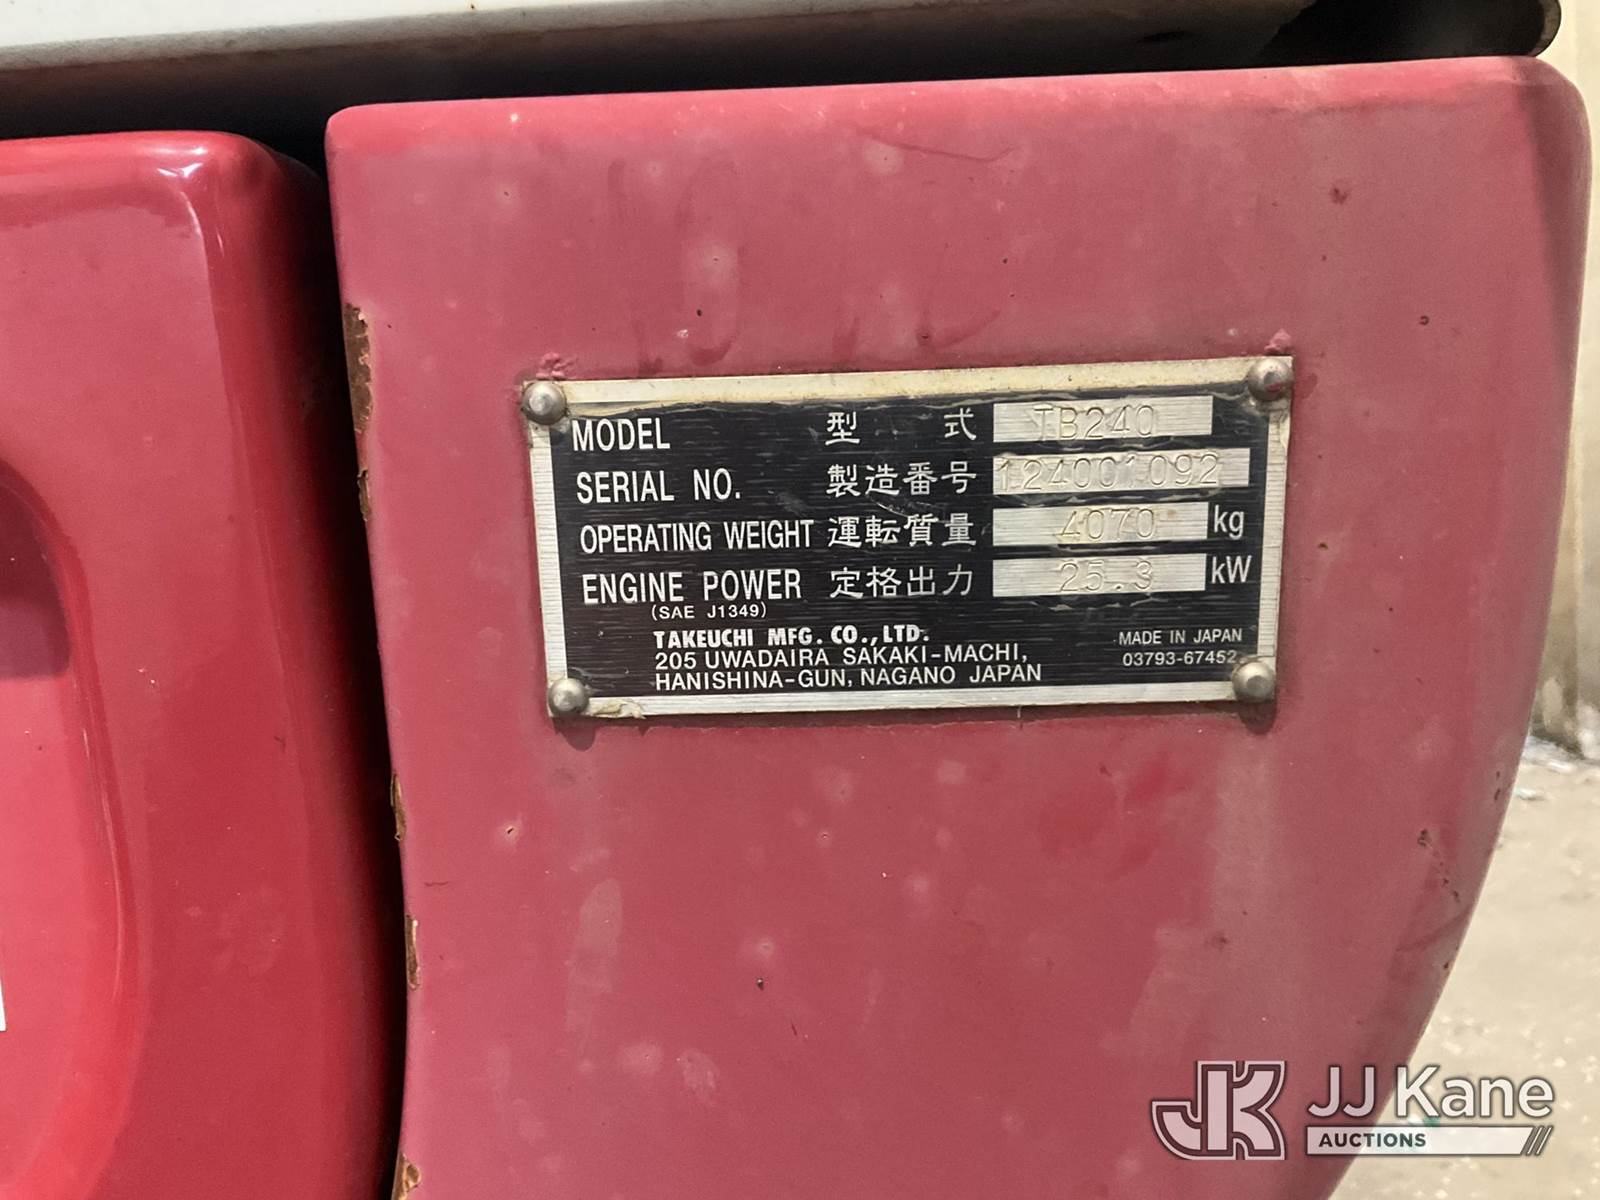 MODEL 型 式 TB240
SERIAL NO. 製造番号 124001092
OPERATING WEIGHT 運転質量 4070 kg
ENGINE POWER 定格出力 25.3 kW
(SAE J1349)
TAKEUCHI MFG. CO., LTD.
205 UWADAIRA SAKAKI-MACHI,
HANISHINA-GUN, NAGANO JAPAN
MADE IN JAPAN
03793-67452
JK JJ Kane
AUCTIONS